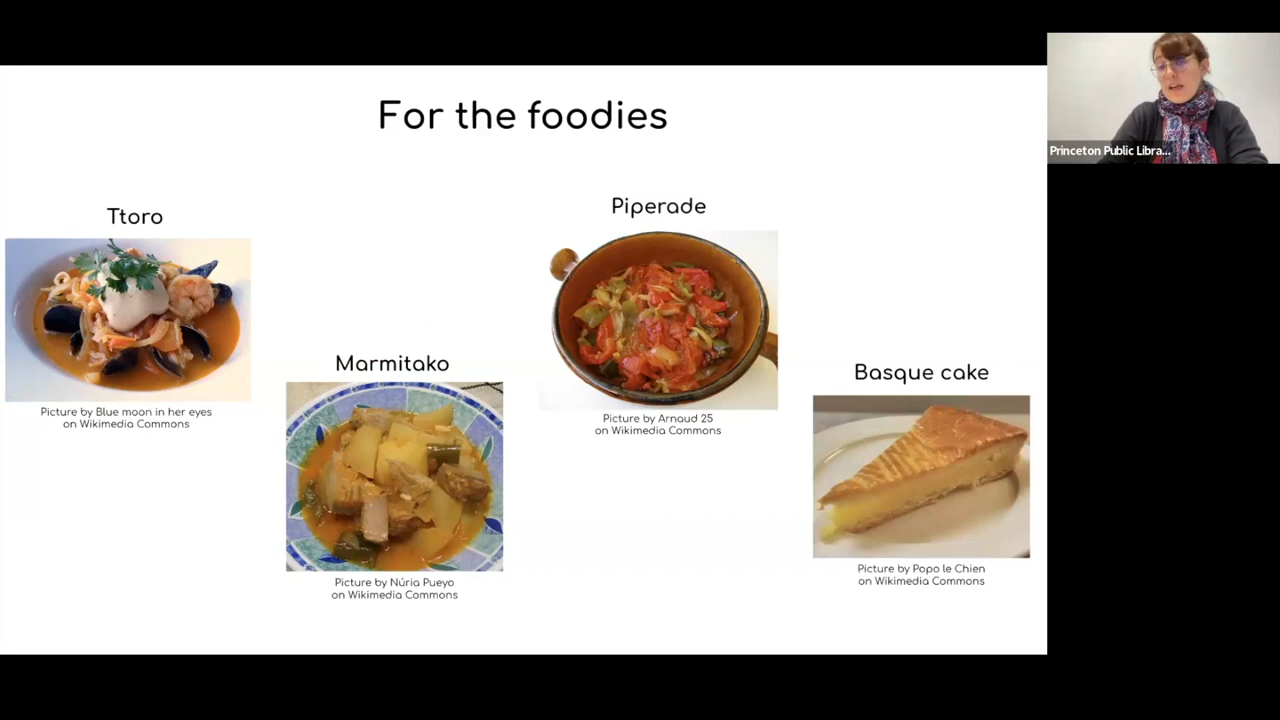 For the foodies
Ttoro
Picture by Blue moon in her eyes
on Wikimedia Commons
Marmitako
Picture by Núria Pueyo
on Wikimedia Commons
Piperade
Picture by Arnaud 25
on Wikimedia Commons
Basque cake
Picture by Popo le Chien
on Wikimedia Commons
Princeton Public Libra...